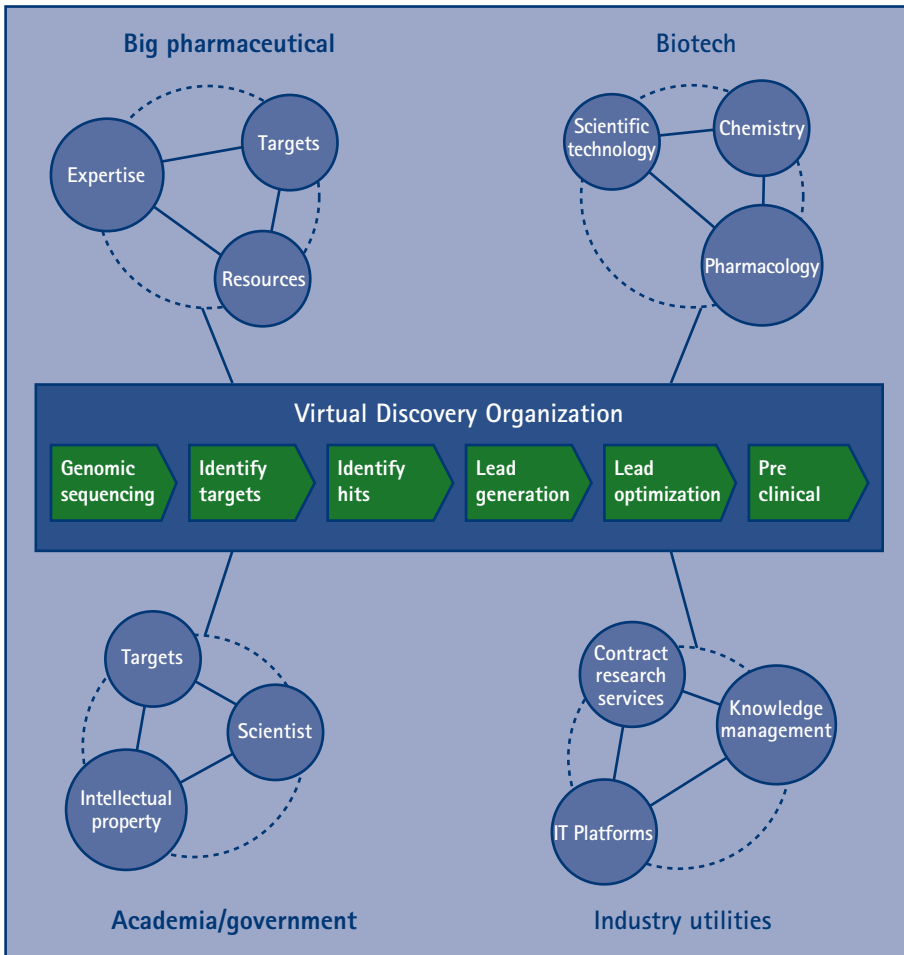 Big pharmaceutical
Biotech
Expertise
Targets
Resources
Scientific
technology
Chemistry
Pharmacology
Virtual Discovery Organization
Genomic
sequencing
Identify
targets
Identify
hits
Lead
generation
Lead
optimization
Pre
clinical
Targets
Scientist
Intellectual
property
Contract
research
services
Knowledge
management
IT Platforms
Academia/government
Industry utilities